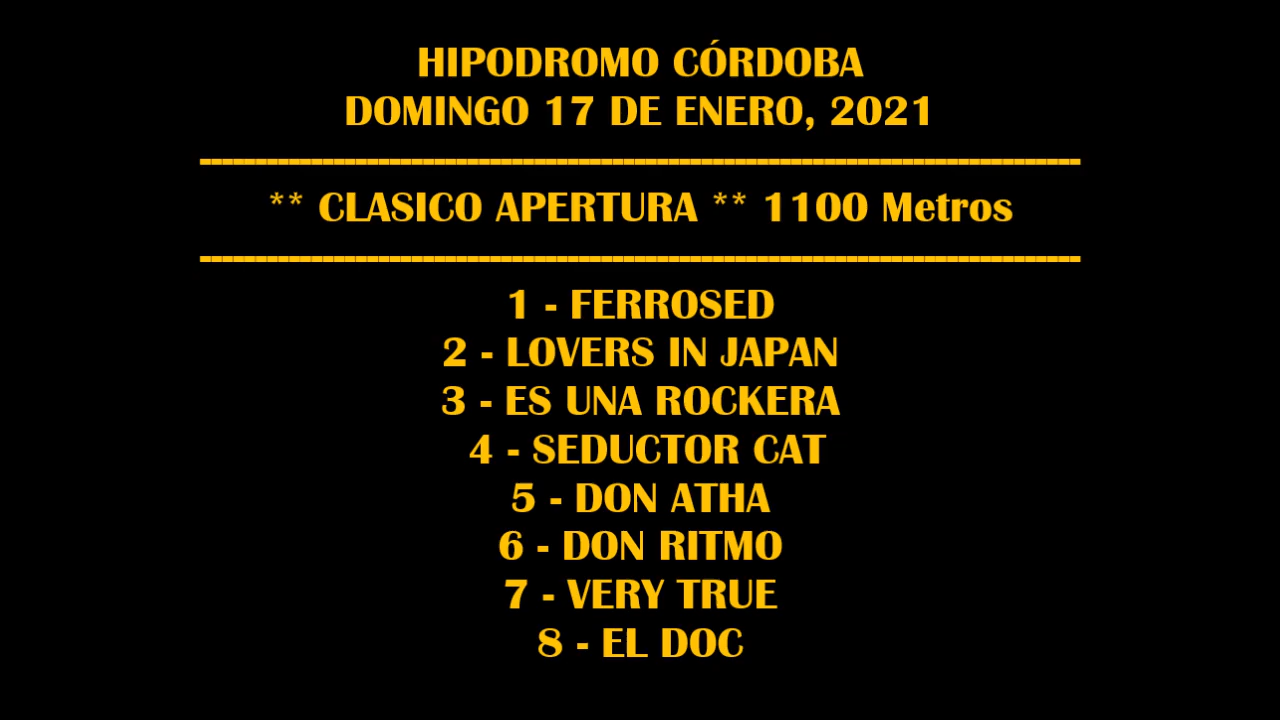 HIPODROMO CÓRDOBA
DOMINGO 17 DE ENERO, 2021
** CLASICO APERTURA ** 1100 Metros
1 - FERROSED
2 - LOVERS IN JAPAN
3 - ES UNA ROCKERA
4 - SEDUCTOR CAT
5 - DON ATHA
6 - DON RITMO
7 - VERY TRUE
8 - EL DOC